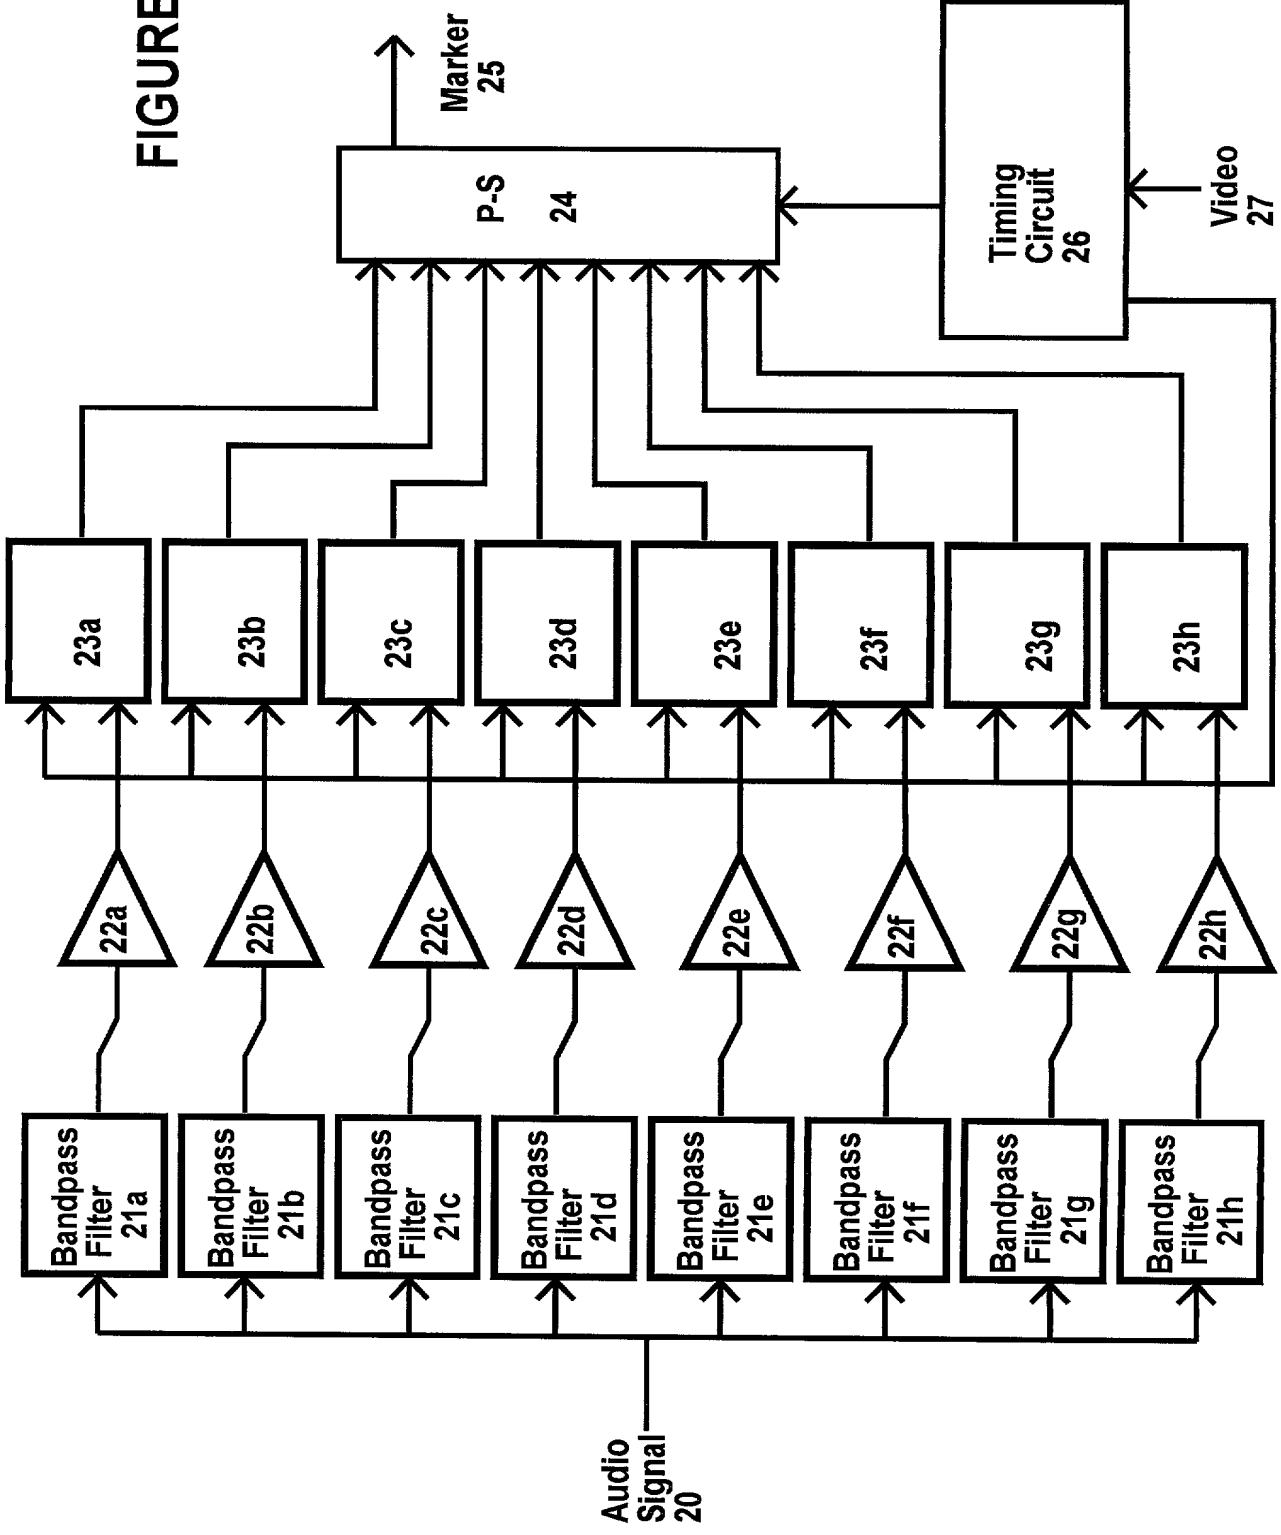 FIGURE
Audio
Signal
20
Bandpass
Filter
21a
Bandpass
Filter
21b
Bandpass
Filter
21c
Bandpass
Filter
21d
Bandpass
Filter
21e
Bandpass
Filter
21f
Bandpass
Filter
21g
Bandpass
Filter
21h
22a
22b
22c
22d
22e
22f
22g
22h
23a
23b
23c
23d
23e
23f
23g
23h
P-S
24
Marker
25
Timing
Circuit
26
Video
27